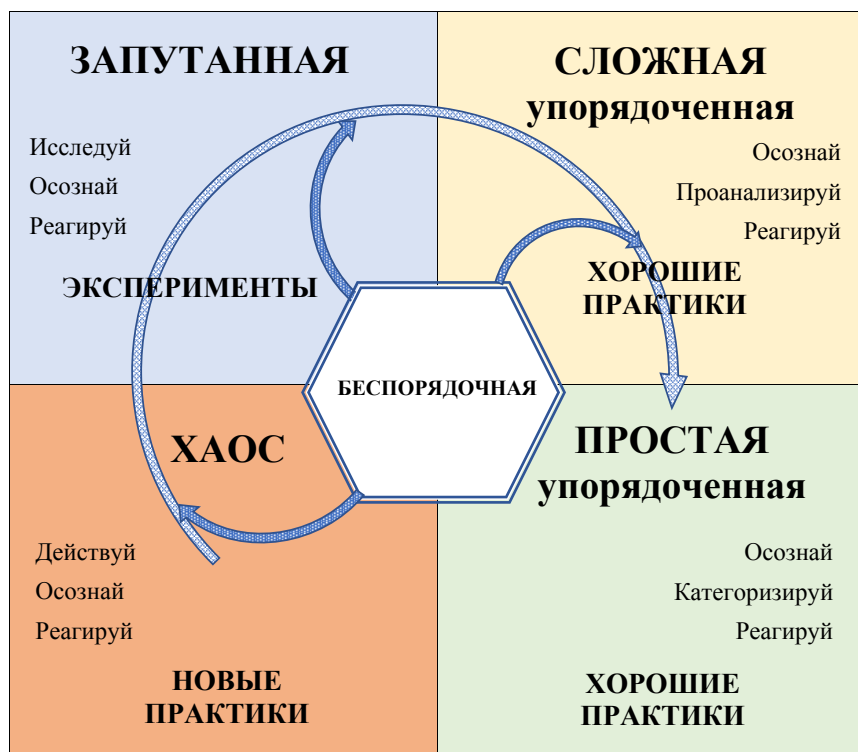 ЗАПУТАННАЯ
Исследуй
Осознай
Реагируй
ЭКСПЕРИМЕНТЫ
СЛОЖНАЯ
упорядоченная
Осознай
Проанализируй
Реагируй
ХОРОШИЕ
ПРАКТИКИ
БЕСПОРЯДОЧНАЯ
ХАОС
Действуй
Осознай
Реагируй
НОВЫЕ
ПРАКТИКИ
ПРОСТАЯ
упорядоченная
Осознай
Категоризируй
Реагируй
ХОРОШИЕ
ПРАКТИКИ